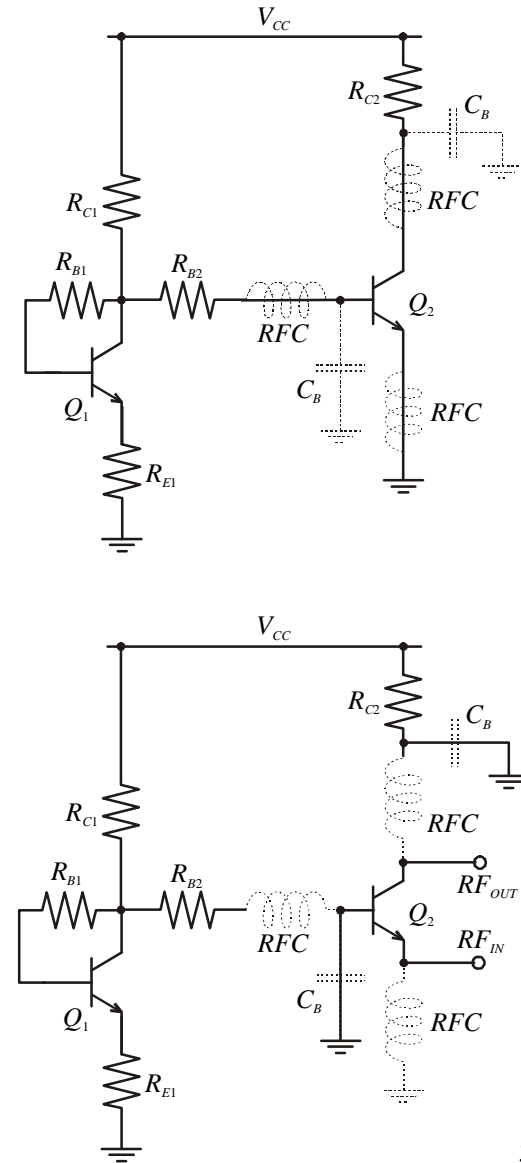 V_CC
R_C2
C_B
R_C1
RFC
R_B1
R_B2
Q_2
RFC
C_B
RFC
Q_1
R_E1
V_CC
R_C2
C_B
R_C1
RFC
R_B1
R_B2
RF_OUT
Q_2
RFC
RF_IN
C_B
RFC
Q_1
R_E1